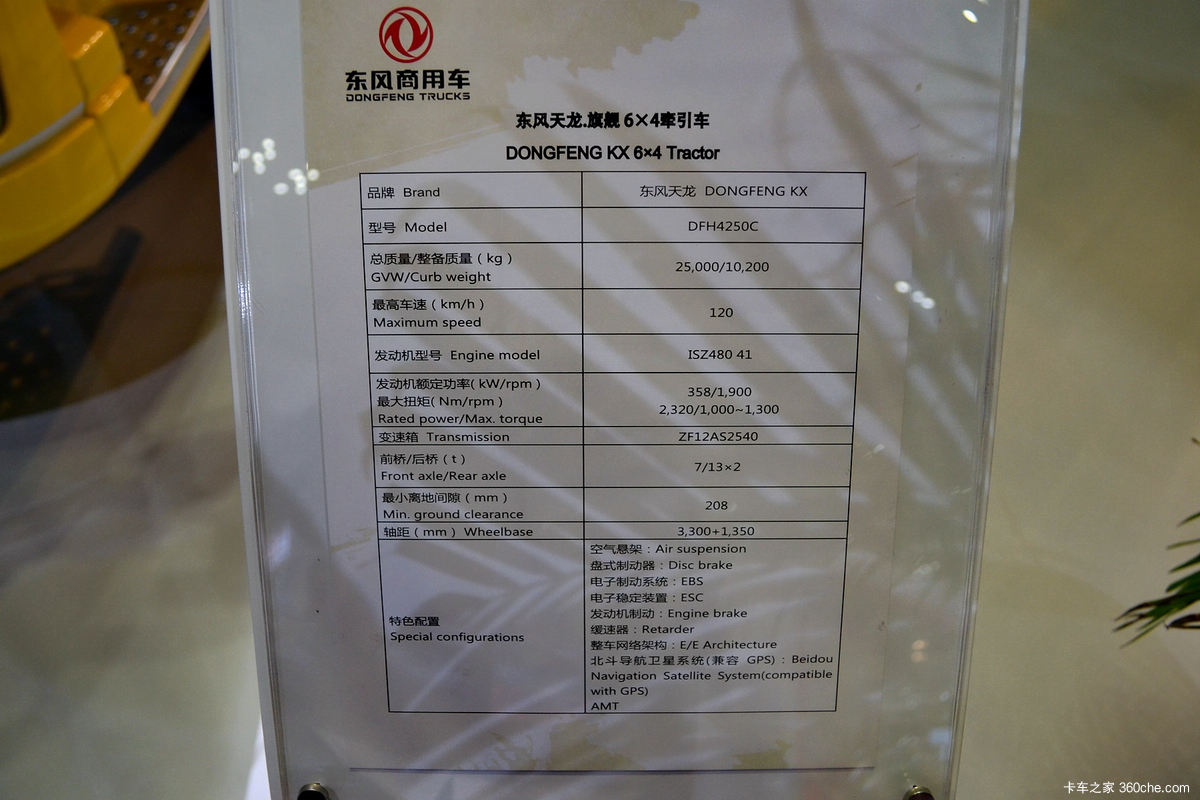 东风商用车
DONGFENG TRUCKS
东风天龙.旗舰 6×4牵引车
DONGFENG KX 6×4 Tractor
品牌 Brand
东风天龙 DONGFENG KX
型号 Model
DFH4250C
总质量/整备质量（kg）
GVW/Curb weight
25,000/10,200
最高车速（km/h）
Maximum speed
120
发动机型号 Engine model
ISZ480 41
发动机额定功率( kW/rpm )
最大扭矩( Nm/rpm )
Rated power/Max. torque
358/1,900
2,320/1,000~1,300
变速箱 Transmission
ZF12AS2540
前桥/后桥（t）
Front axle/Rear axle
7/13×2
最小离地间隙（mm）
Min. ground clearance
208
轴距（mm）Wheelbase
3,300+1,350
特色配置
Special configurations
空气悬架：Air suspension
盘式制动器：Disc brake
电子制动系统：EBS
电子稳定装置：ESC
发动机制动：Engine brake
缓速器：Retarder
整车网络架构：E/E Architecture
北斗导航卫星系统(兼容 GPS)：Beidou
Navigation Satellite System(compatible
with GPS)
AMT
卡车之家 360che.com